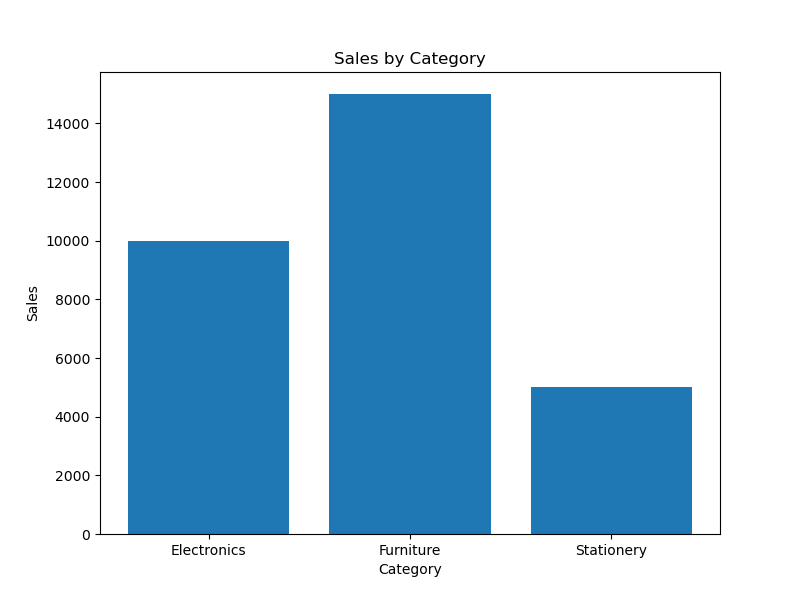 Sales by Category
14000
12000
10000
8000
6000
4000
2000
0
Sales
Electronics Furniture Stationery
Category